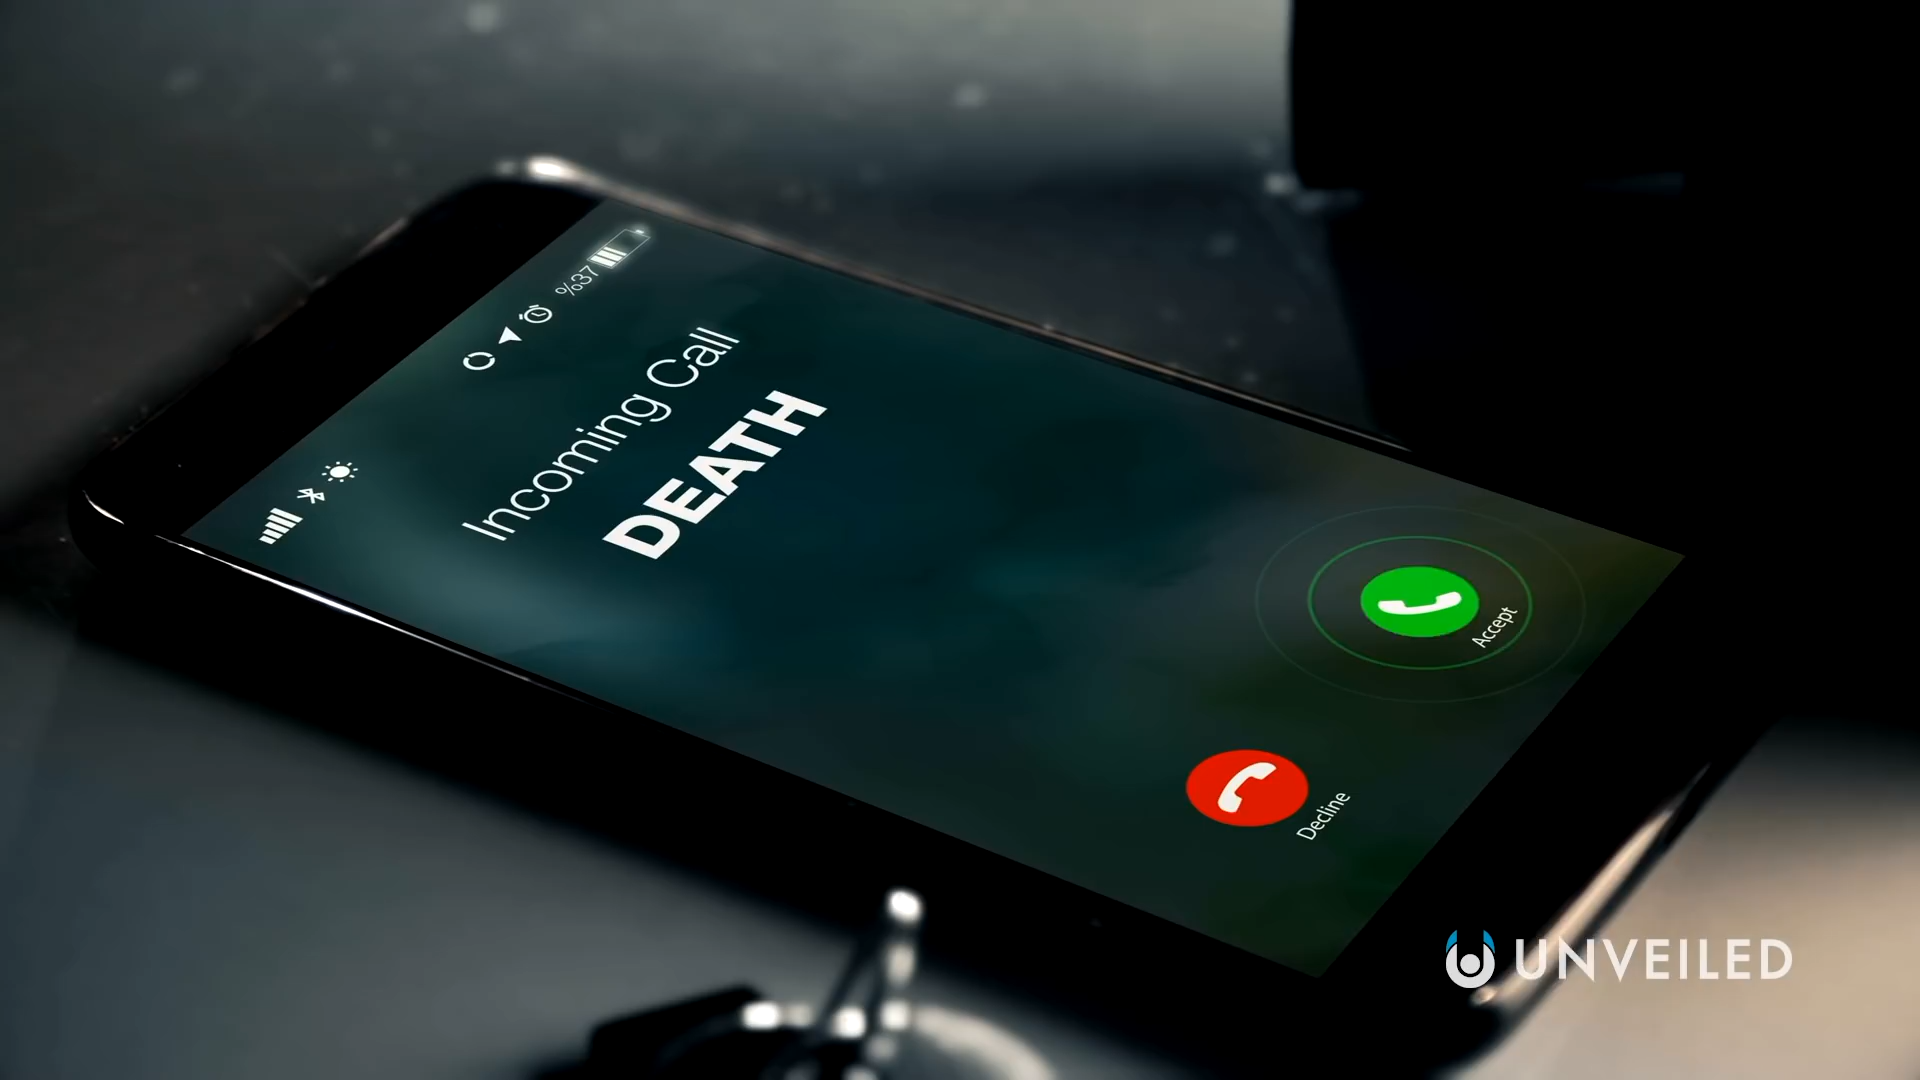 %37
Incoming Call
DEATH
Accept
Decline
UNVEILED